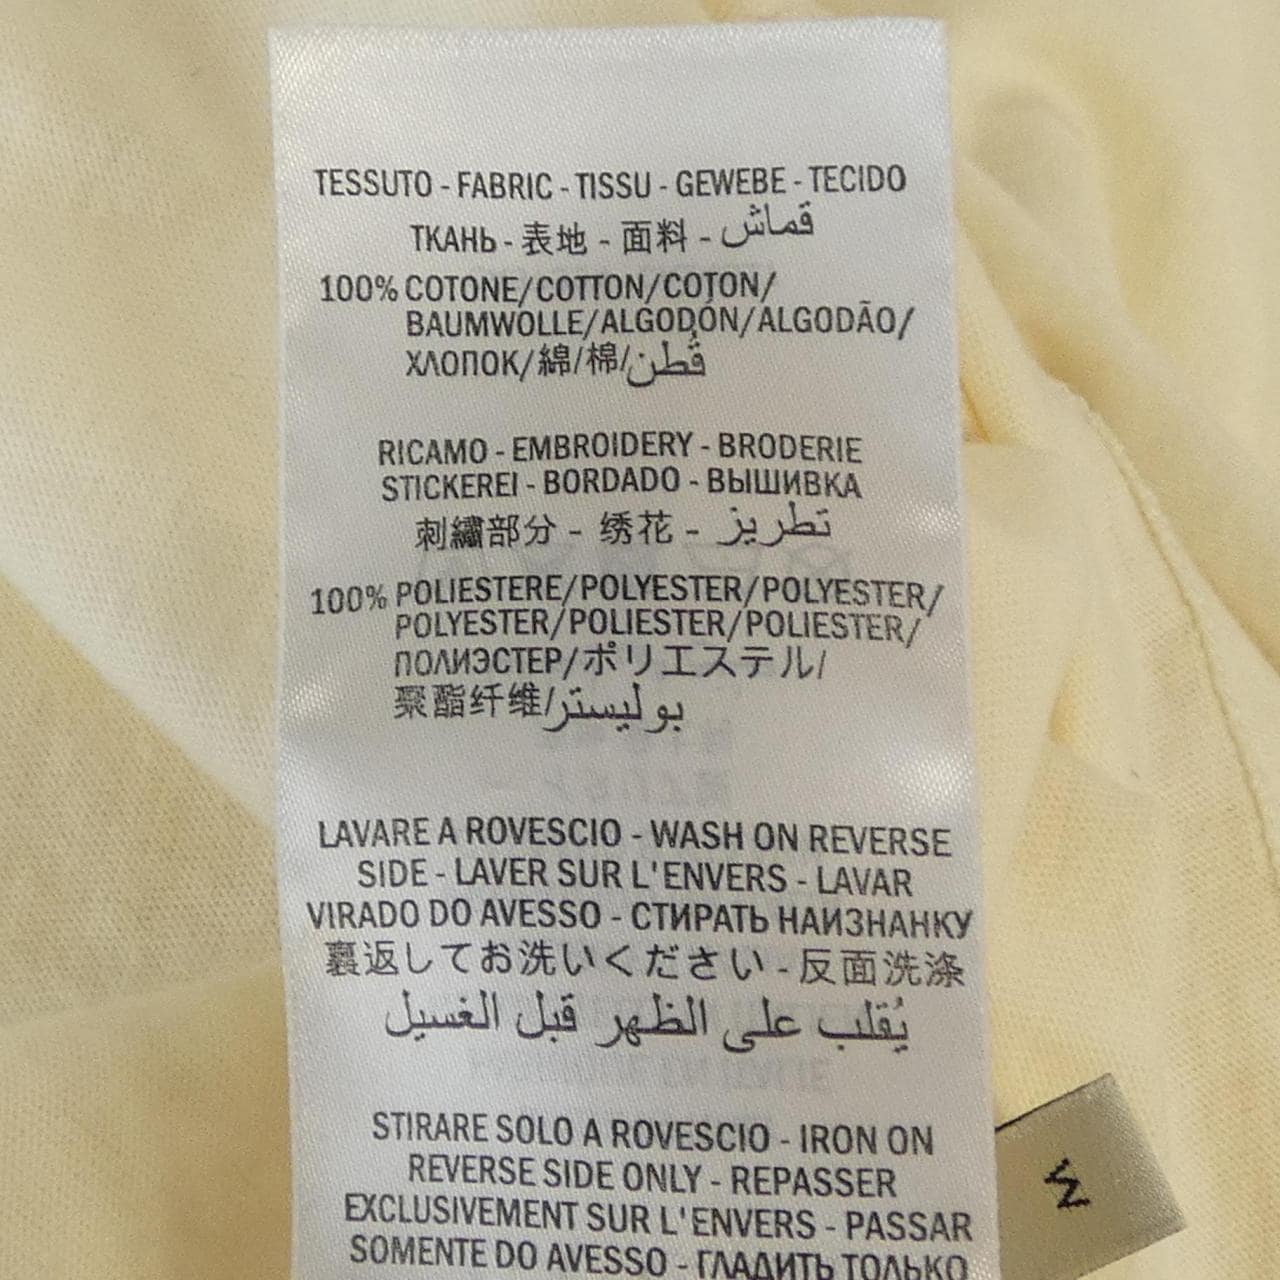 TESSUTO - FABRIC - TISSU - GEWEBE - TECIDO
ТКАНЬ - 表地 - 面料 - قماش
100% COTONE/COTTON/COTON/
BAUMWOLLE/ALGODÓN/ALGODÃO/
ХЛОПОК/綿/棉/قُطن
RICAMO - EMBROIDERY - BRODERIE
STICKEREI - BORDADO - ВЫШИВКА
刺繍部分 - 绣花 - تطريز
100% POLIESTERE/POLYESTER/POLYESTER/
POLYESTER/POLIESTER/POLIESTER/
ПОЛИЭСТЕР/ポリエステル/
聚酯纤维/بوليستر
LAVARE A ROVESCIO - WASH ON REVERSE
SIDE - LAVER SUR L'ENVERS - LAVAR
VIRADO DO AVESSO - СТИРАТЬ НАИЗНАНКУ
裏返してお洗いください - 反面洗涤
يُقلب على الظهر قبل الغسيل
STIRARE SOLO A ROVESCIO - IRON ON
REVERSE SIDE ONLY - REPASSER
EXCLUSIVEMENT SUR L'ENVERS - PASSAR
SOMENTE DO AVESSO - ГЛАДИТЬ ТОЛЬКО
M